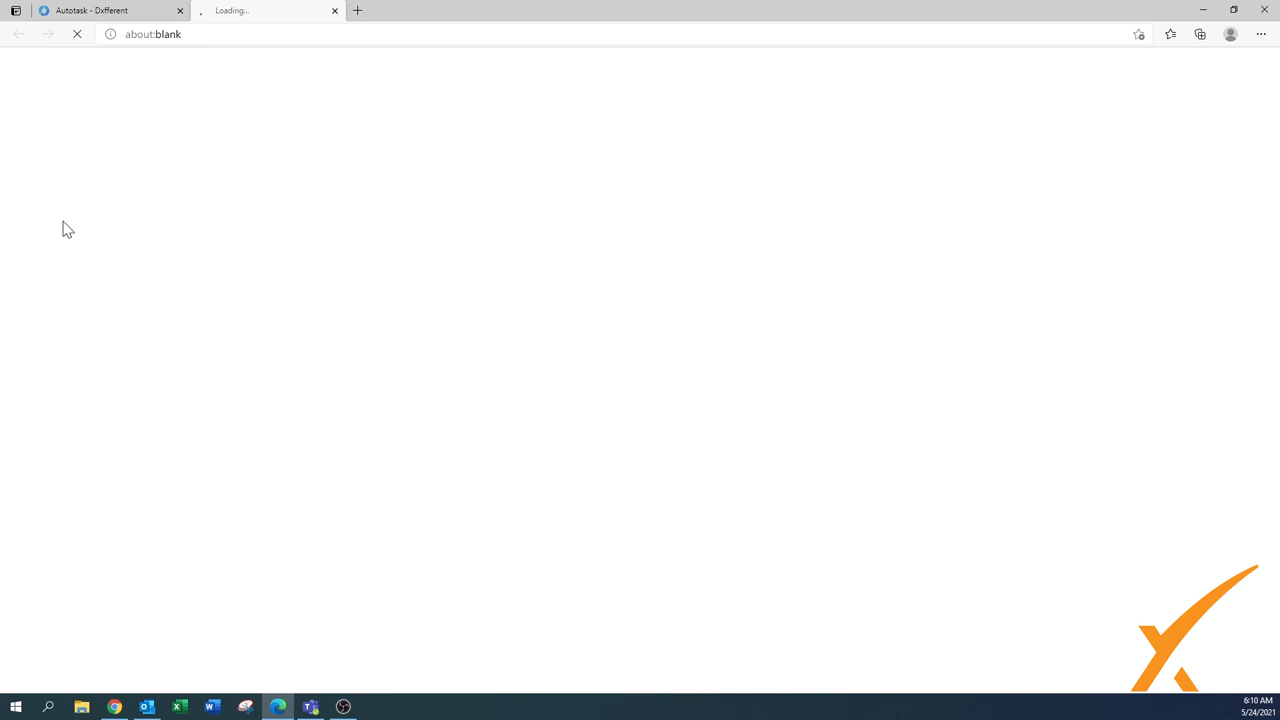 Autotask - Dxfferent
Loading...
about:blank
6:10 AM
5/24/2021